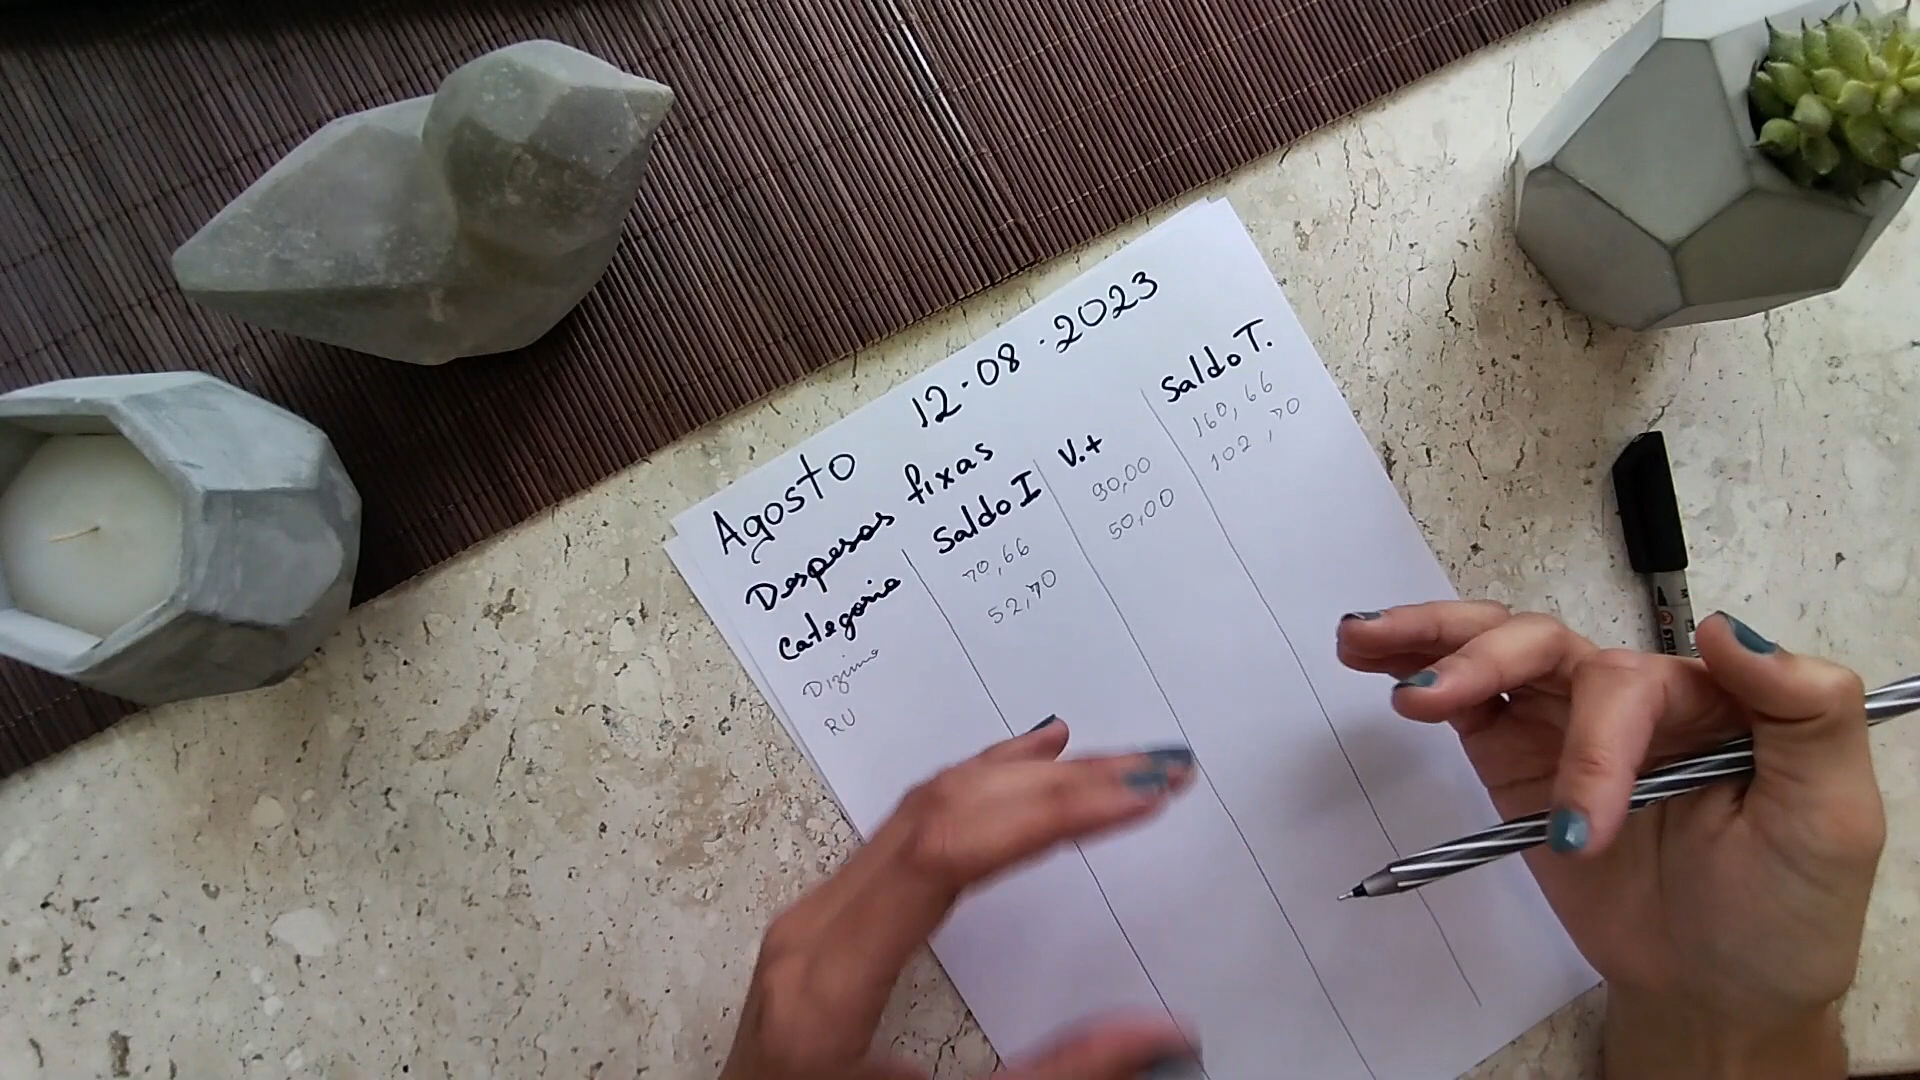 Agosto 12.08.2023
Despesas fixas
Categoria Saldo I V.+ Saldo T.
Dizimo 70,66 90,00 160,66
RU 52,70 50,00 102,70